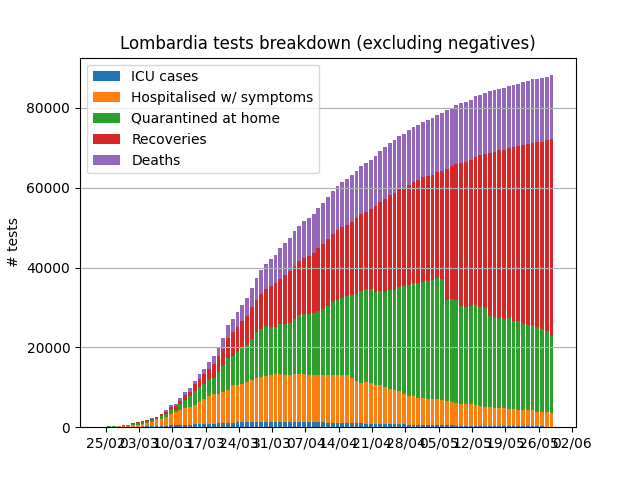 Lombardia tests breakdown (excluding negatives)
ICU cases
Hospitalised w/ symptoms
Quarantined at home
Recoveries
Deaths
# tests
80000
60000
40000
20000
0
25/02 03/03 10/03 17/03 24/03 31/03 07/04 14/04 21/04 28/04 05/05 12/05 19/05 26/05 02/06